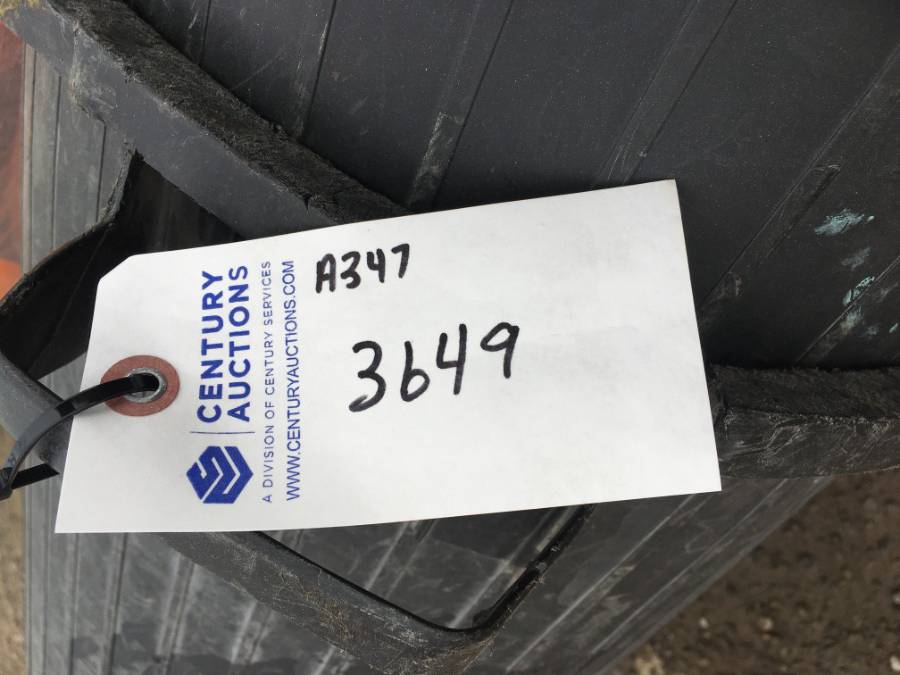 CENTURY
AUCTIONS
A DIVISION OF CENTURY SERVICES
WWW.CENTURYAUCTIONS.COM
A347
3649